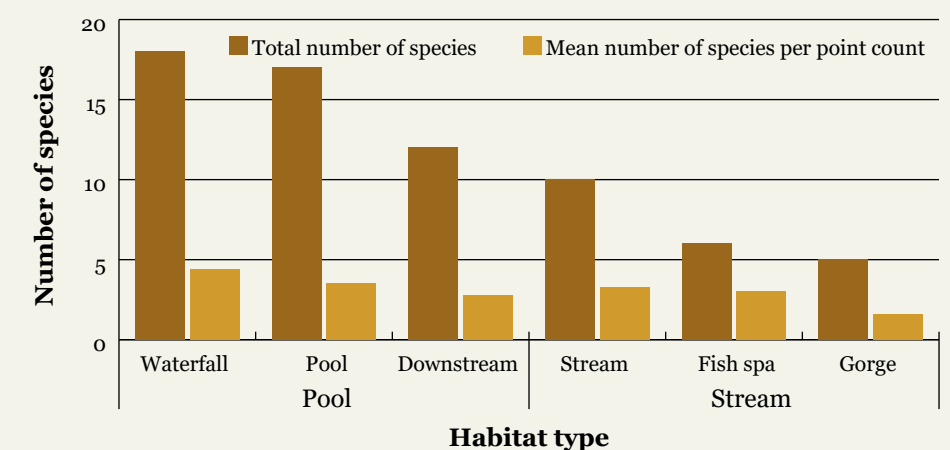 20
Total number of species Mean number of species per point count
15
10
5
0
Number of species
Waterfall Pool Downstream Stream Fish spa Gorge
Pool Stream
Habitat type